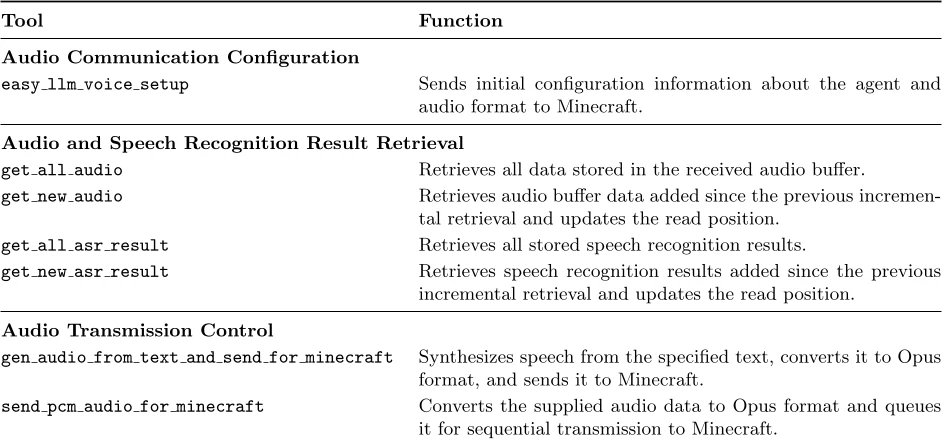 Tool Function
Audio Communication Configuration
easy_llm_voice_setup Sends initial configuration information about the agent and
audio format to Minecraft.
Audio and Speech Recognition Result Retrieval
get_all_audio Retrieves all data stored in the received audio buffer.
get_new_audio Retrieves audio buffer data added since the previous incremen-
tal retrieval and updates the read position.
get_all_asr_result Retrieves all stored speech recognition results.
get_new_asr_result Retrieves speech recognition results added since the previous
incremental retrieval and updates the read position.
Audio Transmission Control
gen_audio_from_text_and_send_for_minecraft Synthesizes speech from the specified text, converts it to Opus
format, and sends it to Minecraft.
send_pcm_audio_for_minecraft Converts the supplied audio data to Opus format and queues
it for sequential transmission to Minecraft.